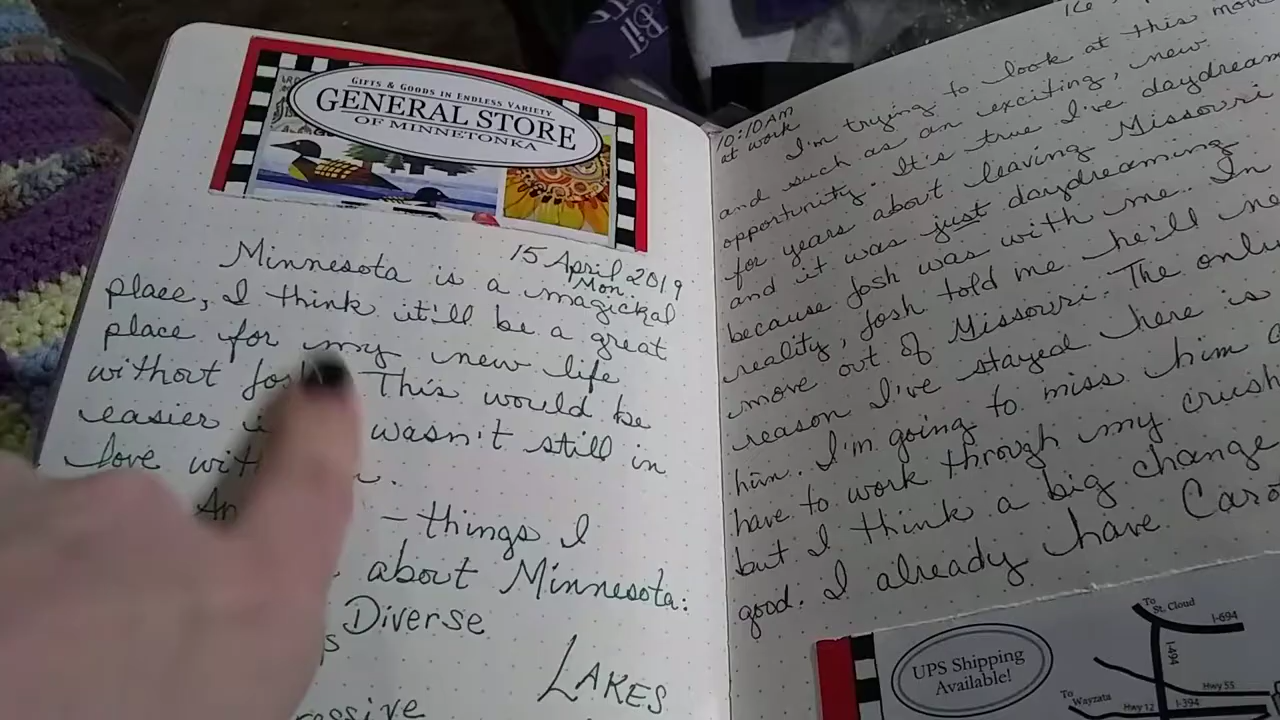 GIFTS & GOODS IN ENDLESS VARIETY
GENERAL STORE
OF MINNETONKA
15 April 2019
Mon.
Minnesota is a magickal
place, I think it'll be a great
place for my new life
without This would be
easier wasn't still in
love
– things I
about Minnesota:
Diverse
LAKES
10:10AM
at work
I'm trying to look at this
and such as an exciting, new
opportunity. It's true I've
for years about leaving Missouri
and it was just daydreaming
because Josh was with me. In
reality, Josh told me he'll
move out of Missouri. The
reason I've stayed here is
him. I'm going to miss him
have to work through my crush
but I think a big change
good. I already have
UPS Shipping
Available!
To
St. Cloud
I-694
I-494
Hwy 55
To
Wayzata
Hwy 12
I-394